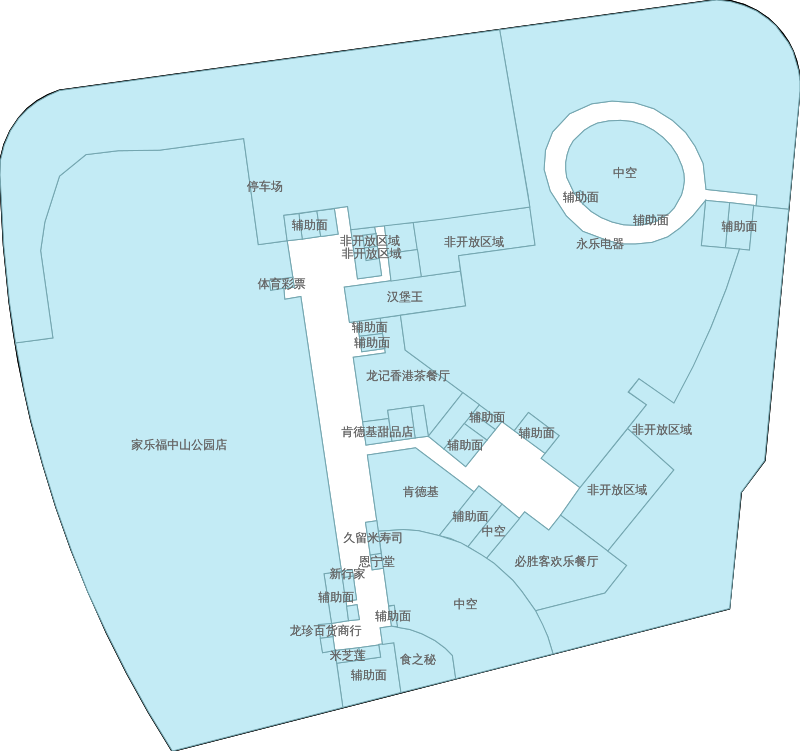 中空
停车场
辅助面
辅助面
辅助面
辅助面
非开放区域
非开放区域
永乐电器
非开放区域
体育彩票
汉堡王
辅助面
辅助面
龙记香港茶餐厅
辅助面
肯德基甜品店
辅助面
非开放区域
家乐福中山公园店
辅助面
肯德基
非开放区域
辅助面
中空
久留米寿司
恩宁堂
必胜客欢乐餐厅
新行家
辅助面
中空
辅助面
龙珍百货商行
米芝莲
食之秘
辅助面